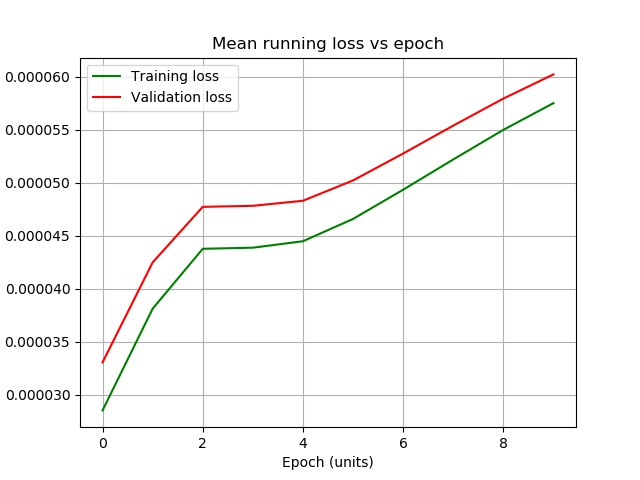 Mean running loss vs epoch
Training loss
Validation loss
0.000060
0.000055
0.000050
0.000045
0.000040
0.000035
0.000030
0 2 4 6 8
Epoch (units)